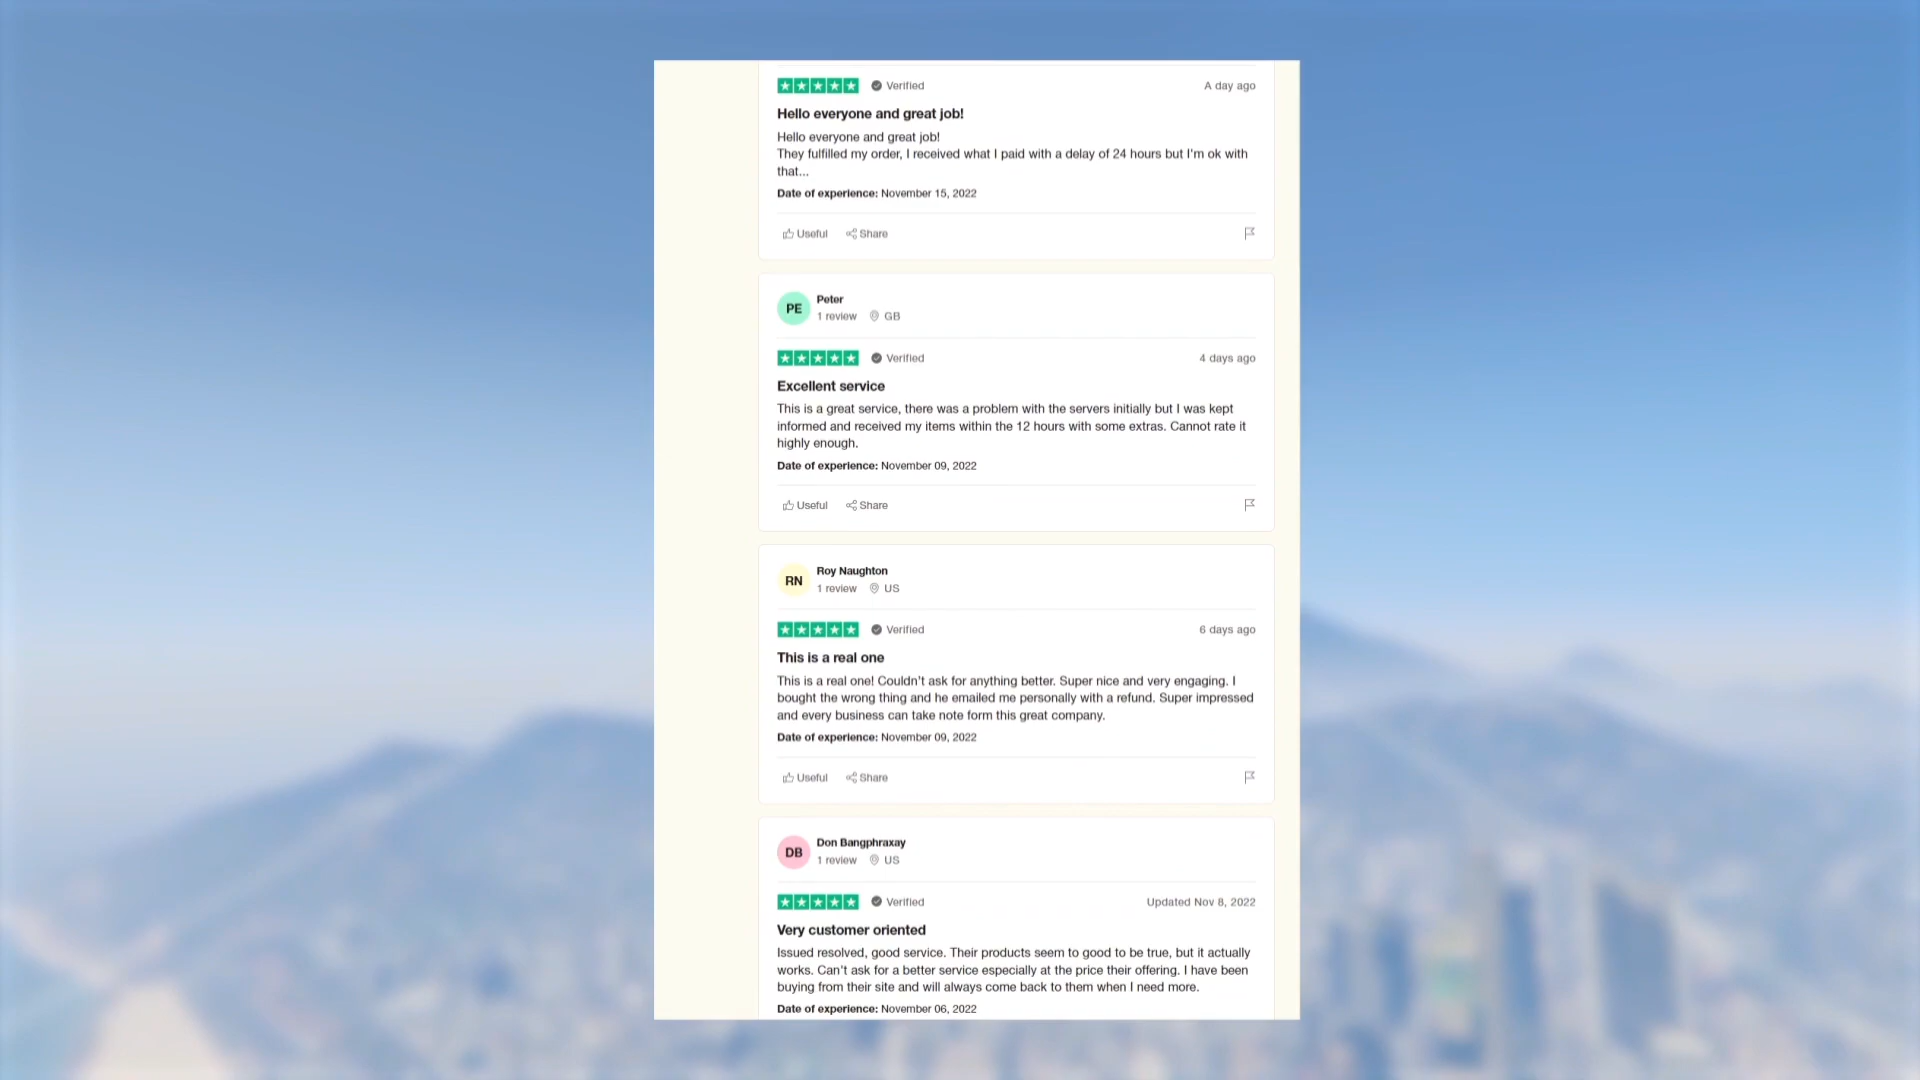 Verified
A day ago
Hello everyone and great job!
Hello everyone and great job!
They fulfilled my order, I received what I paid with a delay of 24 hours but I'm ok with
that...
Date of experience: November 15, 2022
Useful Share
PE
Peter
1 review GB
Verified
4 days ago
Excellent service
This is a great service, there was a problem with the servers initially but I was kept
informed and received my items within the 12 hours with some extras. Cannot rate it
highly enough.
Date of experience: November 09, 2022
Useful Share
RN
Roy Naughton
1 review US
Verified
6 days ago
This is a real one
This is a real one! Couldn't ask for anything better. Super nice and very engaging. I
bought the wrong thing and he emailed me personally with a refund. Super impressed
and every business can take note form this great company.
Date of experience: November 09, 2022
Useful Share
DB
Don Bangphraxay
1 review US
Verified
Updated Nov 8, 2022
Very customer oriented
Issued resolved, good service. Their products seem to good to be true, but it actually
works. Can't ask for a better service especially at the price their offering. I have been
buying from their site and will always come back to them when I need more.
Date of experience: November 06, 2022